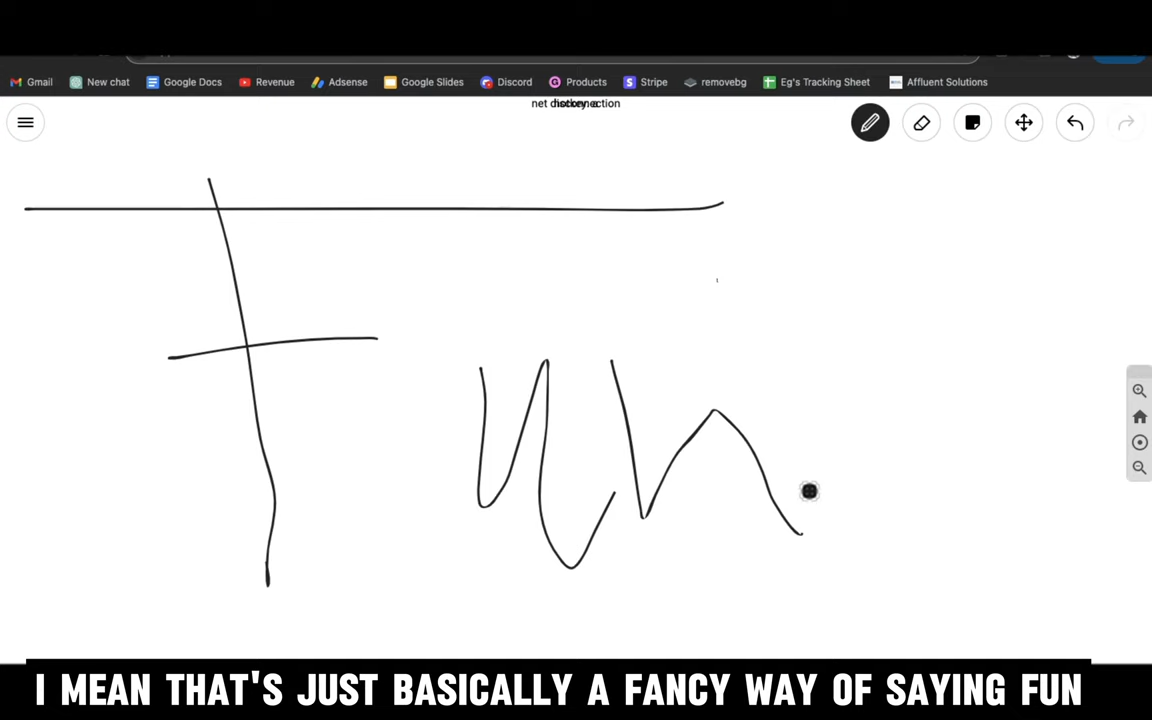 Gmail New chat Google Docs Revenue Adsense Google Slides Discord Products Stripe removebg Eg's Tracking Sheet Affluent Solutions
Fun
I MEAN THAT'S JUST BASICALLY A FANCY WAY OF SAYING FUN